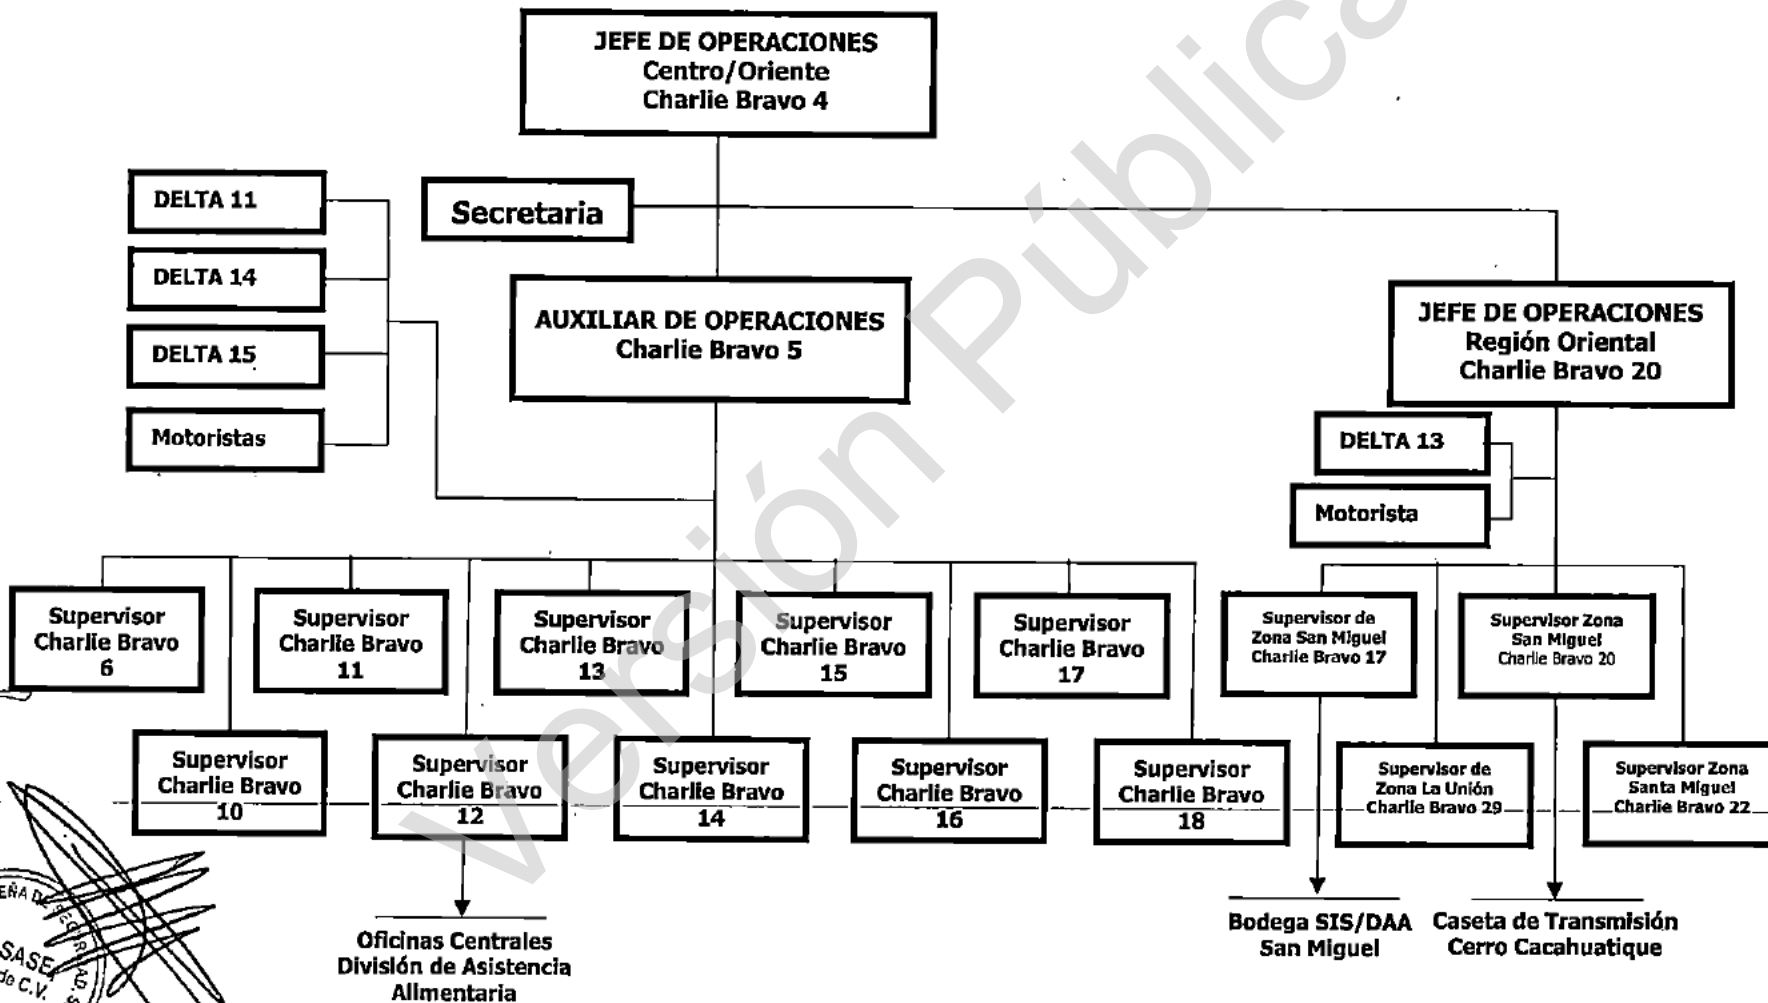 JEFE DE OPERACIONES
Centro/Oriente
Charlie Bravo 4
DELTA 11
Secretaria
DELTA 14
AUXILIAR DE OPERACIONES
Charlie Bravo 5
JEFE DE OPERACIONES
Región Oriental
Charlie Bravo 20
DELTA 15
Motoristas
DELTA 13
Motorista
Supervisor
Charlie Bravo
6
Supervisor
Charlie Bravo
11
Supervisor
Charlie Bravo
13
Supervisor
Charlie Bravo
15
Supervisor
Charlie Bravo
17
Supervisor de
Zona San Miguel
Charlie Bravo 17
Supervisor Zona
San Miguel
Charlie Bravo 20
Supervisor
Charlie Bravo
10
Supervisor
Charlie Bravo
12
Supervisor
Charlie Bravo
14
Supervisor
Charlie Bravo
16
Supervisor
Charlie Bravo
18
Supervisor de
Zona La Unión
Charlie Bravo 29
Supervisor Zona
Santa Miguel
Charlie Bravo 22
Oficinas Centrales
División de Asistencia
Alimentaria
Bodega SIS/DAA
San Miguel
Caseta de Transmisión
Cerro Cacahuatique
Versión Pública
SASE,
de C.V.